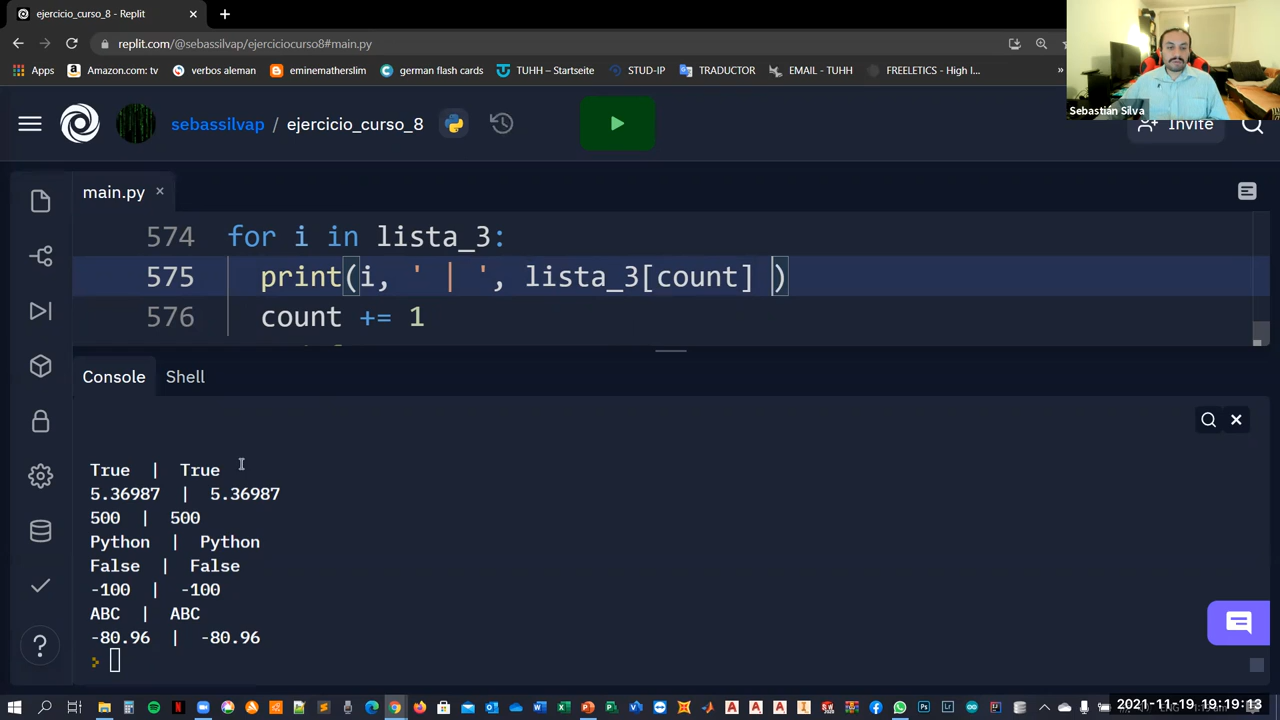 ejercicio_curso_8 - Replit
replit.com/@sebassilvap/ejerciciocurso8#main.py
Apps
Amazon.com: tv
verbos aleman
eminematherslim
german flash cards
TUHH – Startseite
STUD-IP
TRADUCTOR
EMAIL - TUHH
FREELETICS - High I...
»
Sebastián Silva
sebassilvap / ejercicio_curso_8
Invite
main.py
574 for i in lista_3:
575 print(i, ' | ', lista_3[count] )
576 count += 1
Console
Shell
True | True
5.36987 | 5.36987
500 | 500
Python | Python
False | False
-100 | -100
ABC | ABC
-80.96 | -80.96
2021-11-19 19:19:13